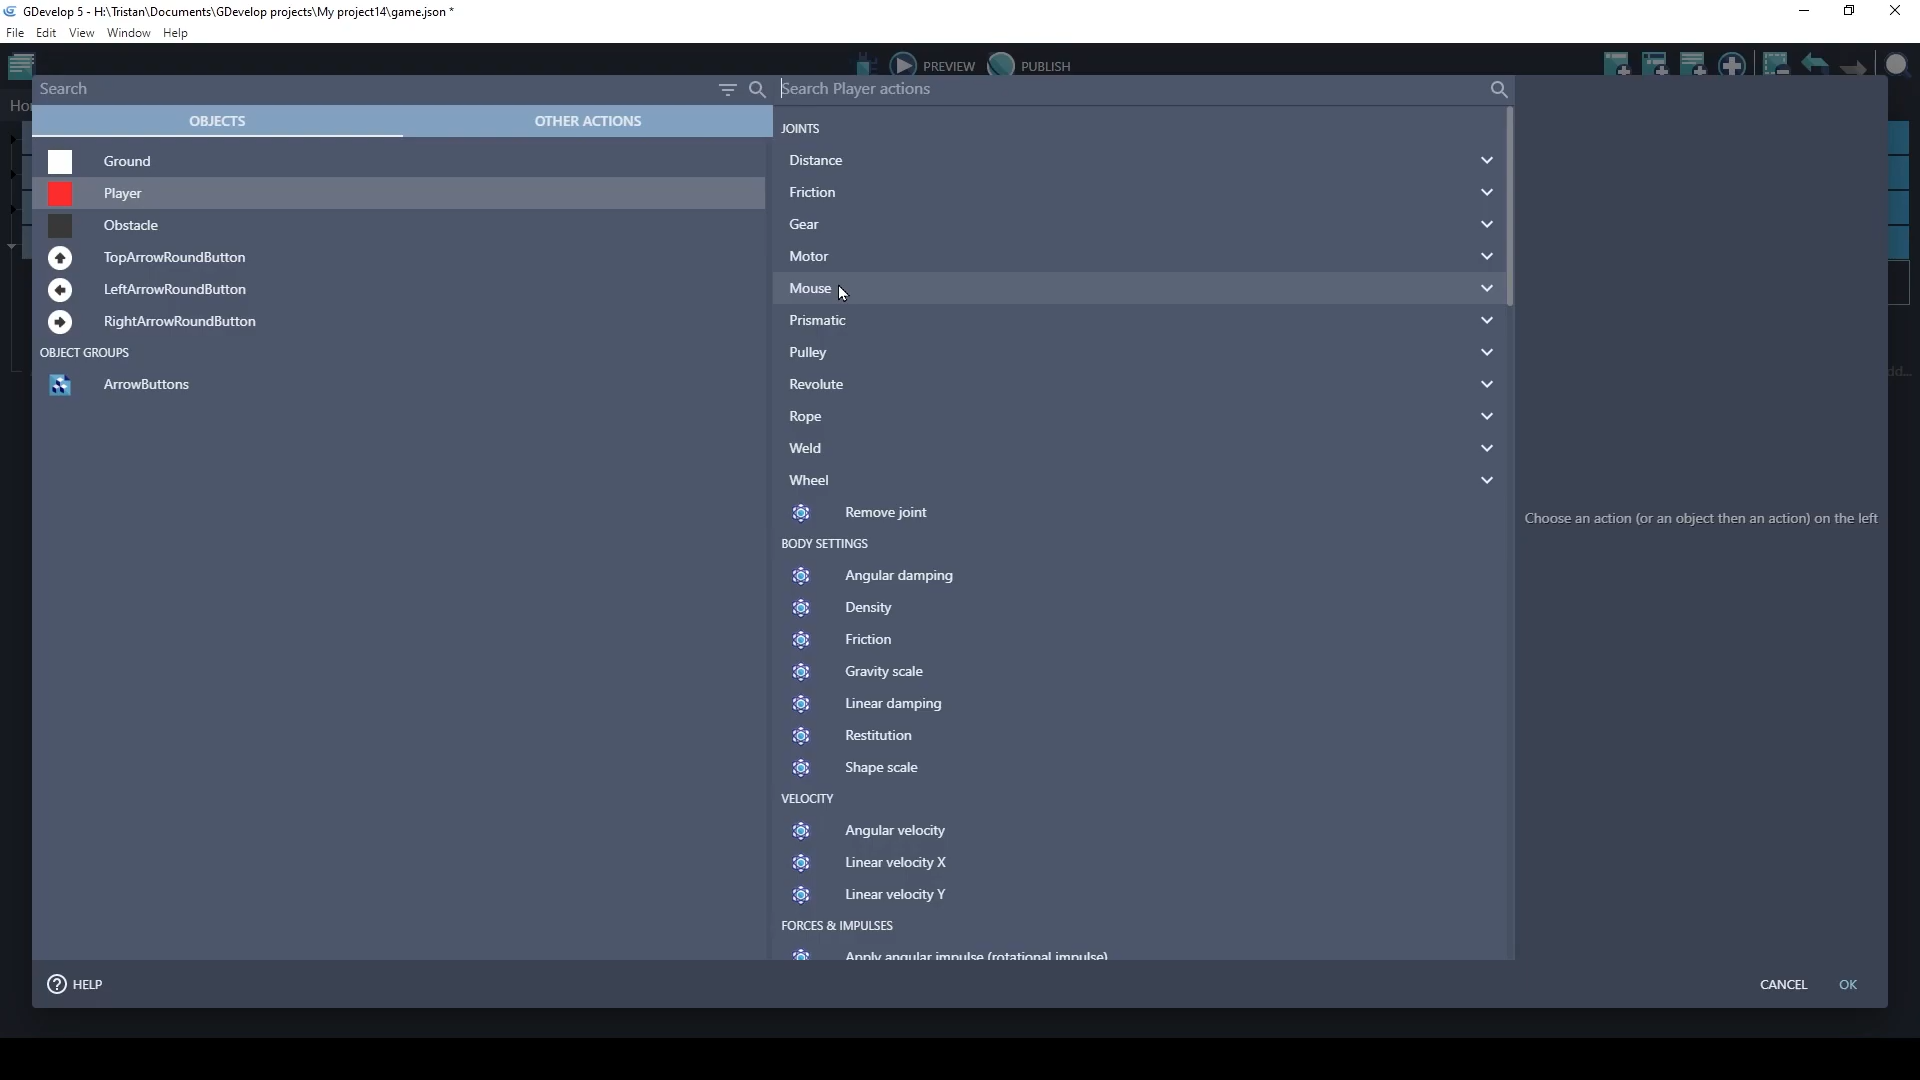 GDevelop 5 - H:\Tristan\Documents\GDevelop projects\My project14\game.json *
File Edit View Window Help
PREVIEW PUBLISH
Search
Search Player actions
OBJECTS OTHER ACTIONS
Ground
Player
Obstacle
TopArrowRoundButton
LeftArrowRoundButton
RightArrowRoundButton
OBJECT GROUPS
ArrowButtons
JOINTS
Distance
Friction
Gear
Motor
Mouse
Prismatic
Pulley
Revolute
Rope
Weld
Wheel
Remove joint
BODY SETTINGS
Angular damping
Density
Friction
Gravity scale
Linear damping
Restitution
Shape scale
VELOCITY
Angular velocity
Linear velocity X
Linear velocity Y
FORCES & IMPULSES
Apply angular impulse (rotational impulse)
Choose an action (or an object then an action) on the left
HELP
CANCEL OK